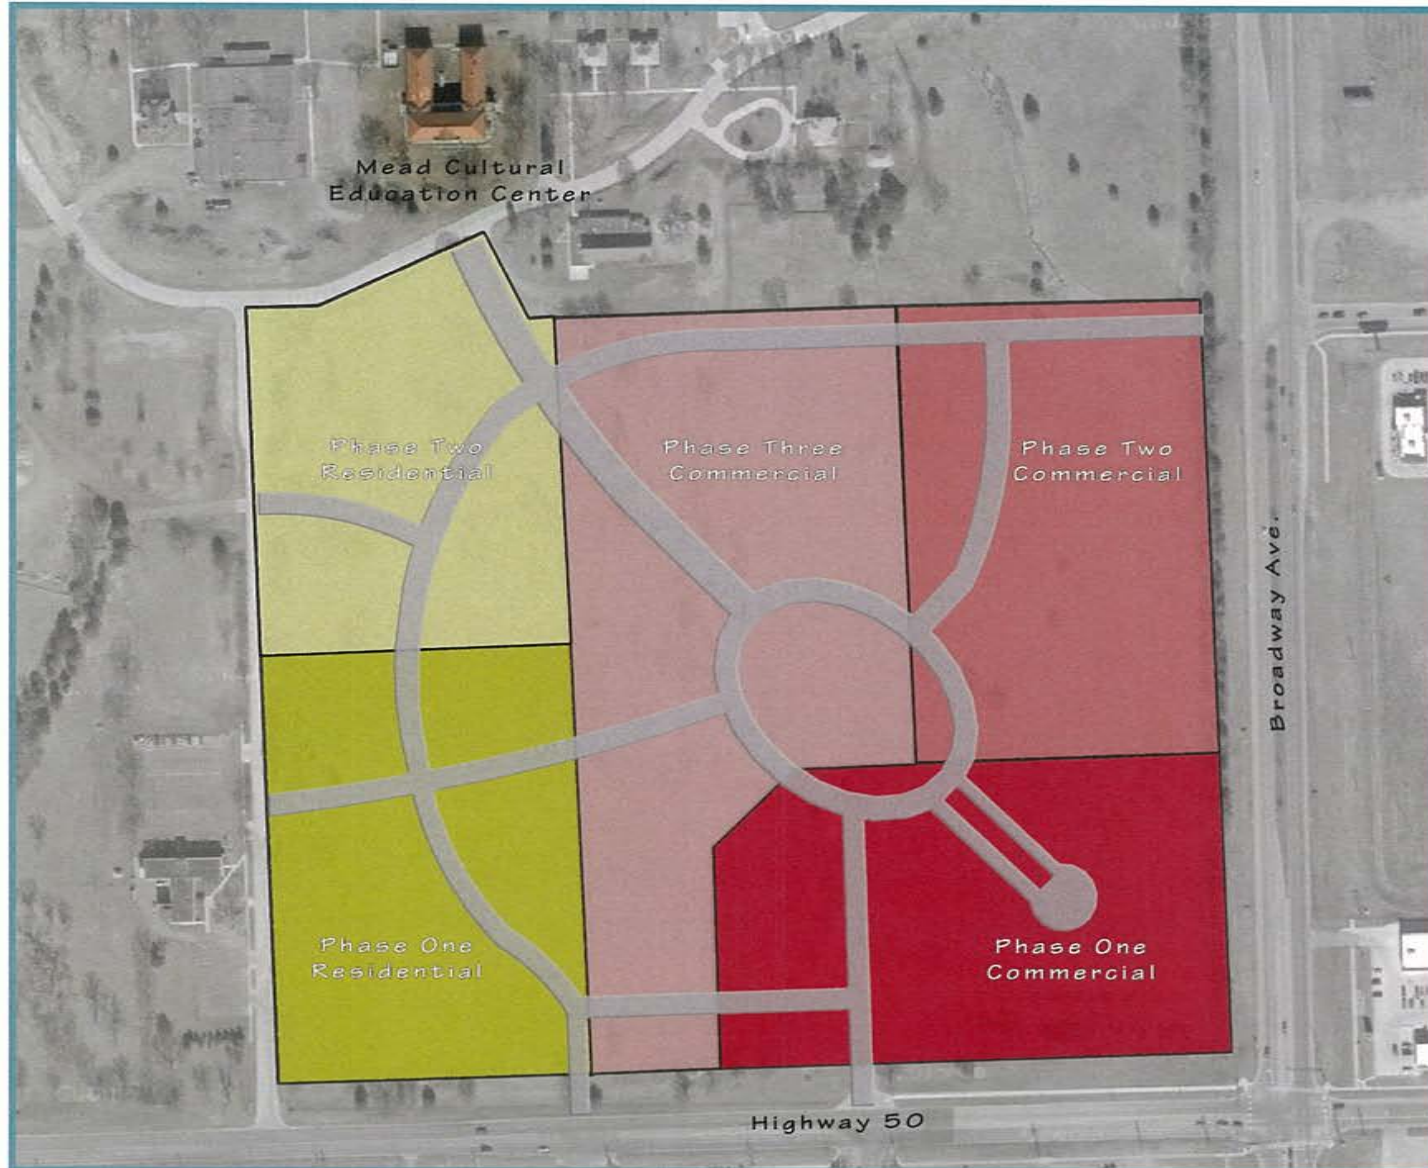 Mead Cultural
Education Center.
Phase Two
Residential
Phase Three
Commercial
Phase Two
Commercial
Broadway Ave.
Phase One
Residential
Phase One
Commercial
Highway 50